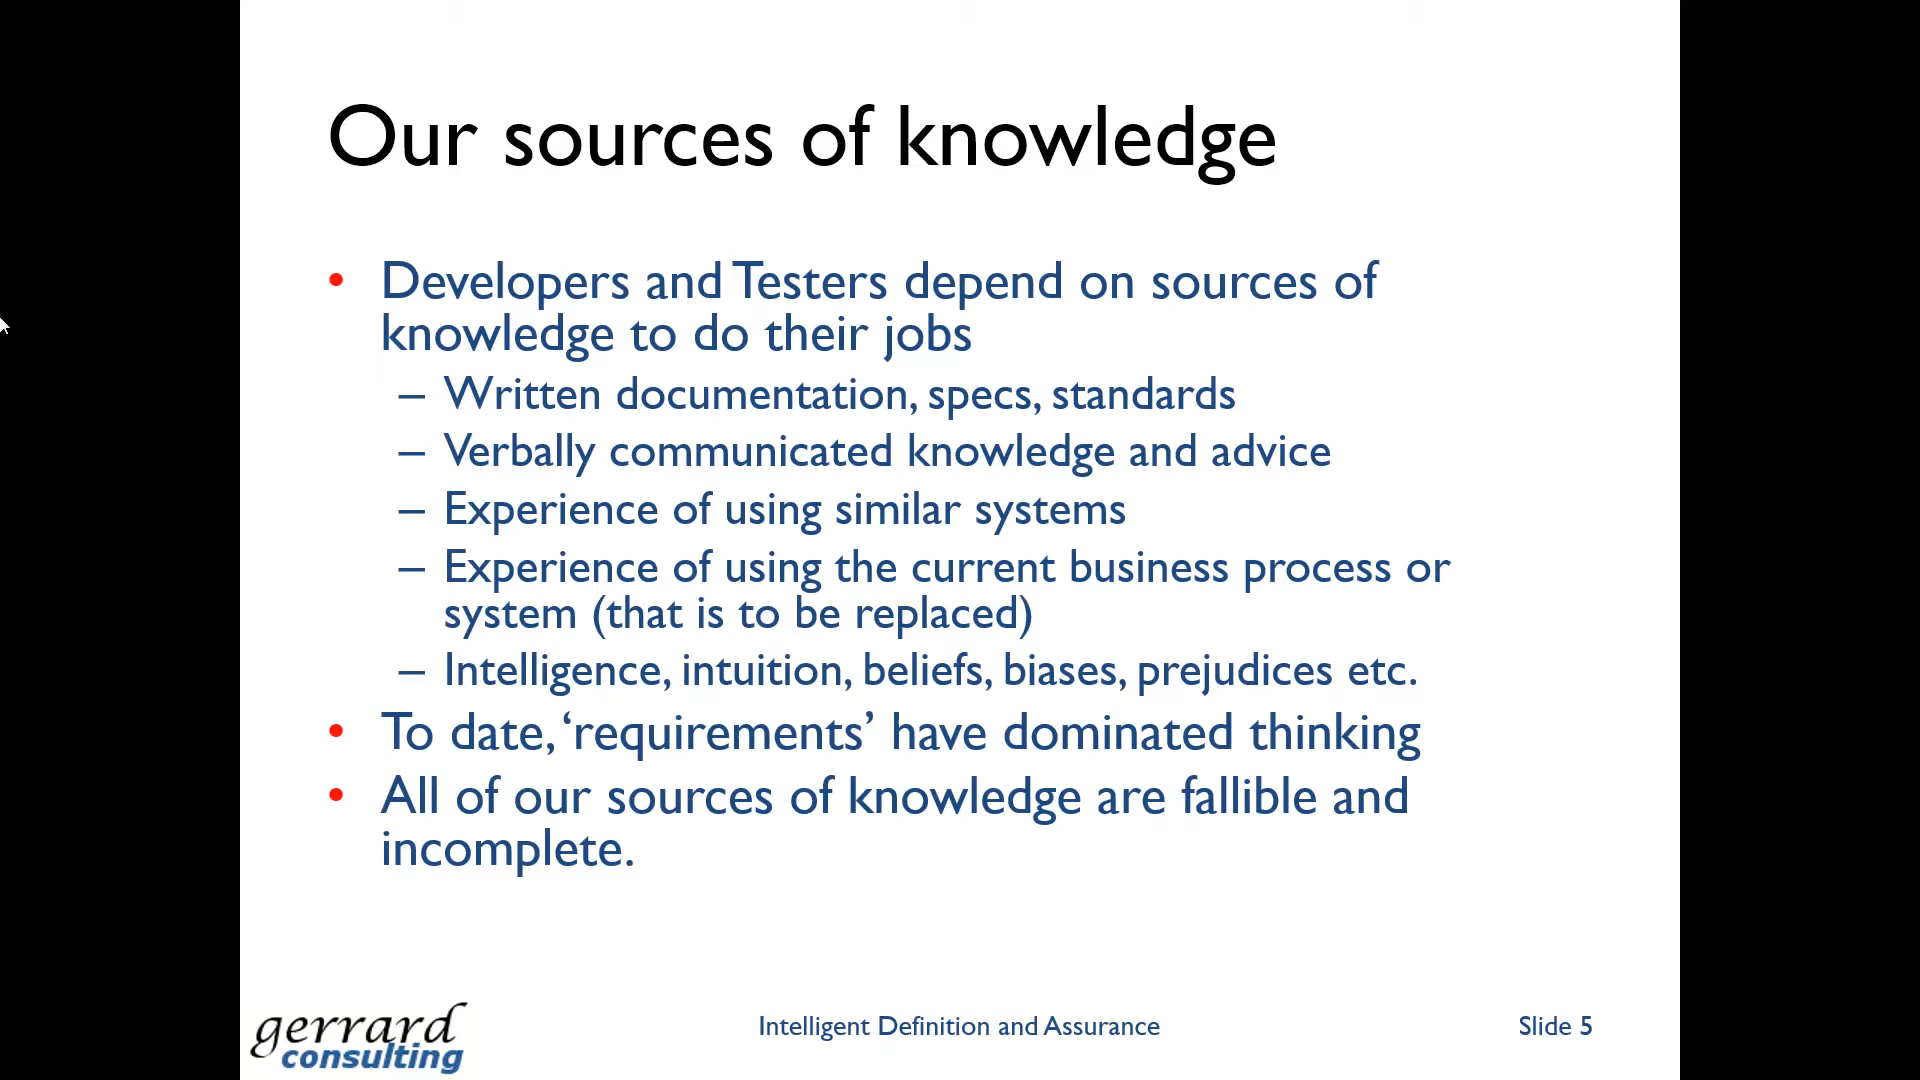 Our sources of knowledge
• Developers and Testers depend on sources of
knowledge to do their jobs
– Written documentation, specs, standards
– Verbally communicated knowledge and advice
– Experience of using similar systems
– Experience of using the current business process or
system (that is to be replaced)
– Intelligence, intuition, beliefs, biases, prejudices etc.
• To date, ‘requirements’ have dominated thinking
• All of our sources of knowledge are fallible and
incomplete.
gerrard
consulting
Intelligent Definition and Assurance
Slide 5